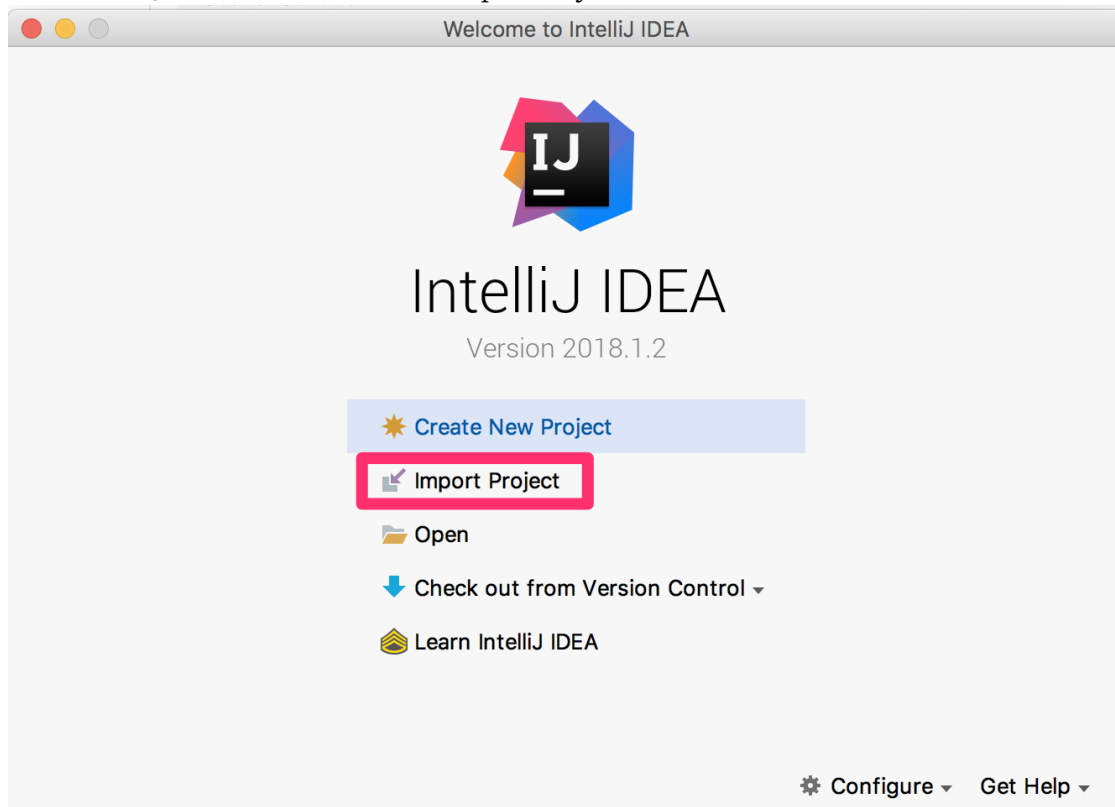 Welcome to IntelliJ IDEA
IJ
IntelliJ IDEA
Version 2018.1.2
Create New Project
Import Project
Open
Check out from Version Control
Learn IntelliJ IDEA
Configure Get Help